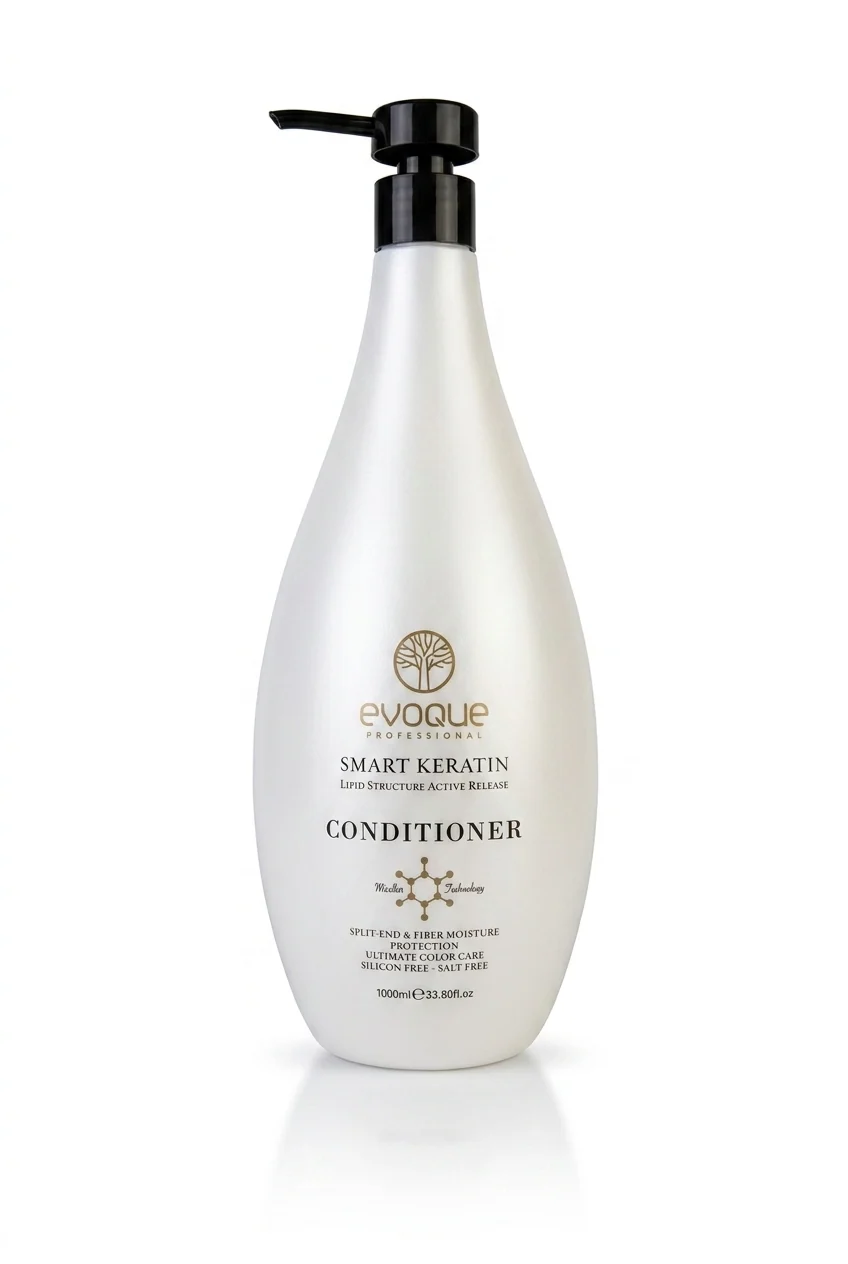 evoque
PROFESSIONAL
SMART KERATIN
LIPID STRUCTURE ACTIVE RELEASE
CONDITIONER
Micellar Technology
SPLIT-END & FIBER MOISTURE
PROTECTION
ULTIMATE COLOR CARE
SILICON FREE - SALT FREE
1000ml℮33.80fl.oz